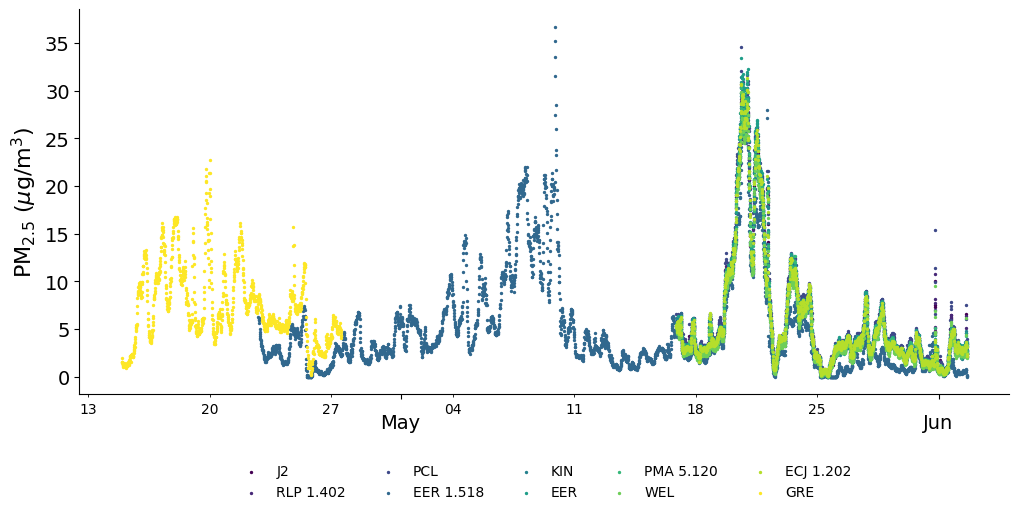 PM2.5 (μg/m3)
35
30
25
20
15
10
5
0
13 20 27 04 11 18 25
May Jun
J2 PCL KIN PMA 5.120 ECJ 1.202
RLP 1.402 EER 1.518 EER WEL GRE